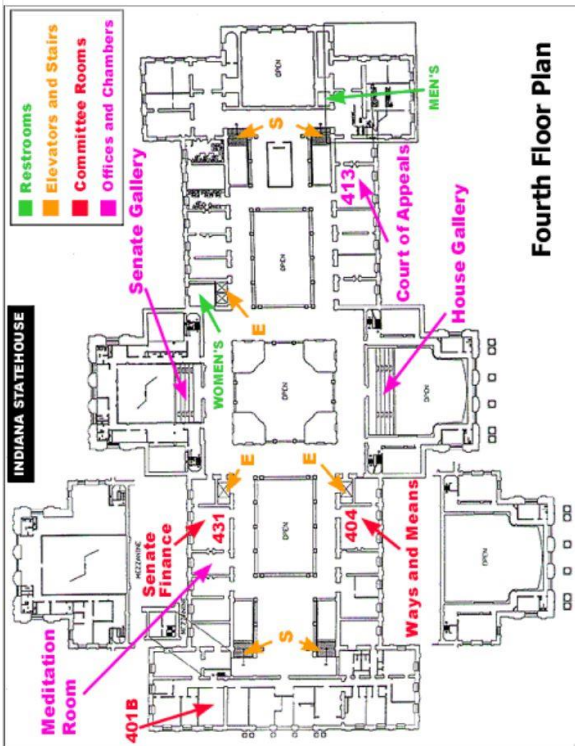 INDIANA STATEHOUSE
Fourth Floor Plan
Restrooms
Elevators and Stairs
Committee Rooms
Offices and Chambers
Senate Gallery
WOMEN'S
MEN'S
S
S
E
413
Court of Appeals
House Gallery
E
E
431
Senate
Finance
404
Ways and Means
Meditation
Room
401B
S
OPEN
OPEN
OPEN
OPEN
OPEN
OPEN
MEZZANINE